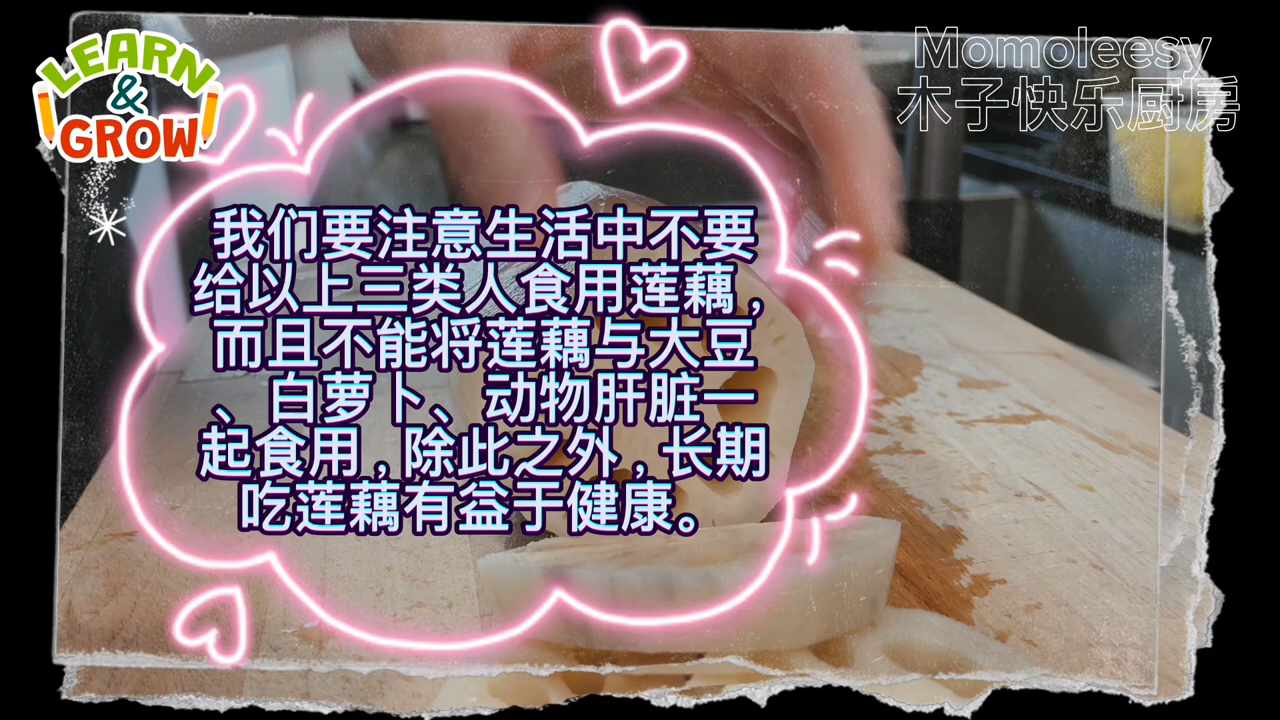 LEARN
&
GROW
Momoleesy
木子快乐厨房
我们要注意生活中不要
给以上三类人食用莲藕，
而且不能将莲藕与大豆
、白萝卜、动物肝脏一
起食用，除此之外，长期
吃莲藕有益于健康。